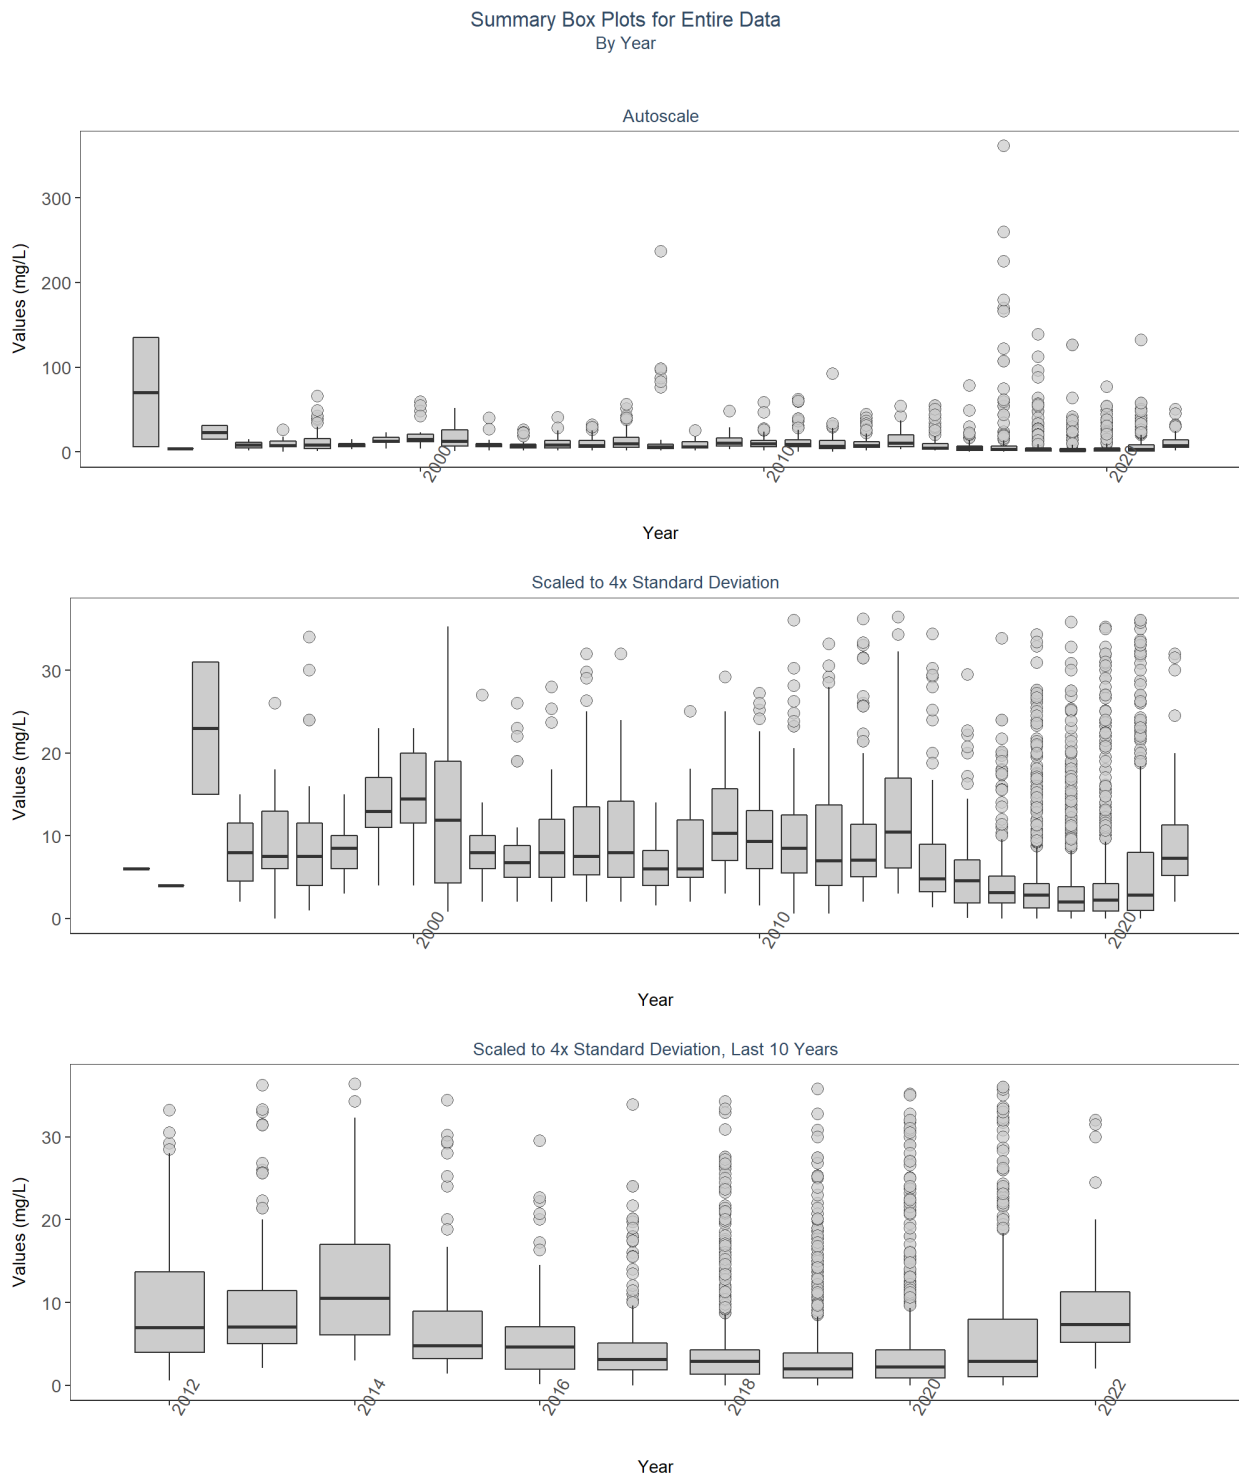 Summary Box Plots for Entire Data
By Year
Autoscale
Values (mg/L)
300
200
100
0
2000
2010
2020
Year
Scaled to 4x Standard Deviation
Values (mg/L)
30
20
10
0
2000
2010
2020
Year
Scaled to 4x Standard Deviation, Last 10 Years
Values (mg/L)
30
20
10
0
2012
2014
2016
2018
2020
2022
Year